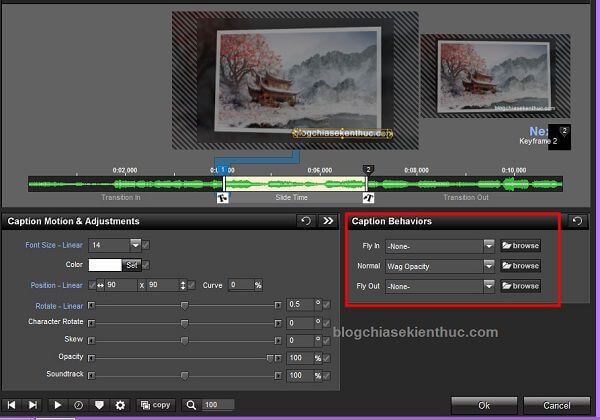 blogchiasekienthuc.com
blogchiasekienthuc.com
Nex
2
Keyframe 2
1
2
0:02,000
0:06,000
0:08,000
0:10,000
Transition In
Slide Time
Transition Out
Caption Motion & Adjustments
Font Size - Linear 14
Color Set
Position - Linear 90 x 90 Curve 0 %
Rotate - Linear 0.5 °
Character Rotate 0 °
Skew 0
Opacity 100 %
Soundtrack 100
Caption Behaviors
Fly In -None- browse
Normal Wag Opacity browse
Fly Out -None- browse
blogchiasekienthuc.com
copy 100
Ok Cancel